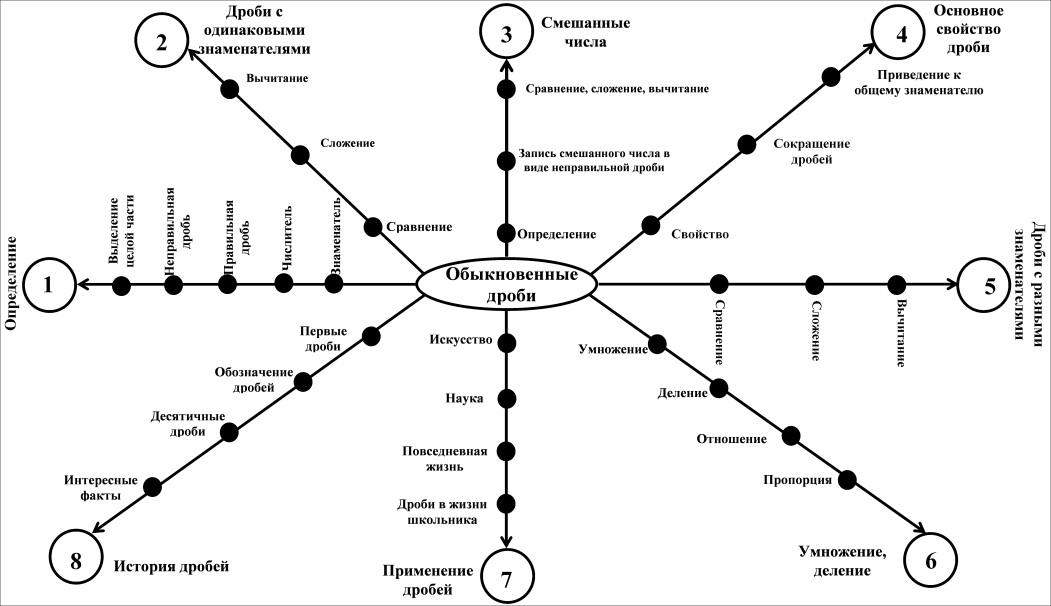 Обыкновенные
дроби
1
Определение
Знаменатель
Числитель
Правильная
дробь
Неправильная
дробь
Выделение
целой части
2
Дроби с
одинаковыми
знаменателями
Сравнение
Сложение
Вычитание
3
Смешанные
числа
Определение
Запись смешанного числа в
виде неправильной дроби
Сравнение, сложение, вычитание
4
Основное
свойство
дроби
Свойство
Сокращение
дробей
Приведение к
общему знаменателю
5
Дроби с разными
знаменателями
Сравнение
Сложение
Вычитание
6
Умножение,
деление
Умножение
Деление
Отношение
Пропорция
7
Применение
дробей
Искусство
Наука
Повседневная
жизнь
Дроби в жизни
школьника
8
История дробей
Первые
дроби
Обозначение
дробей
Десятичные
дроби
Интересные
факты